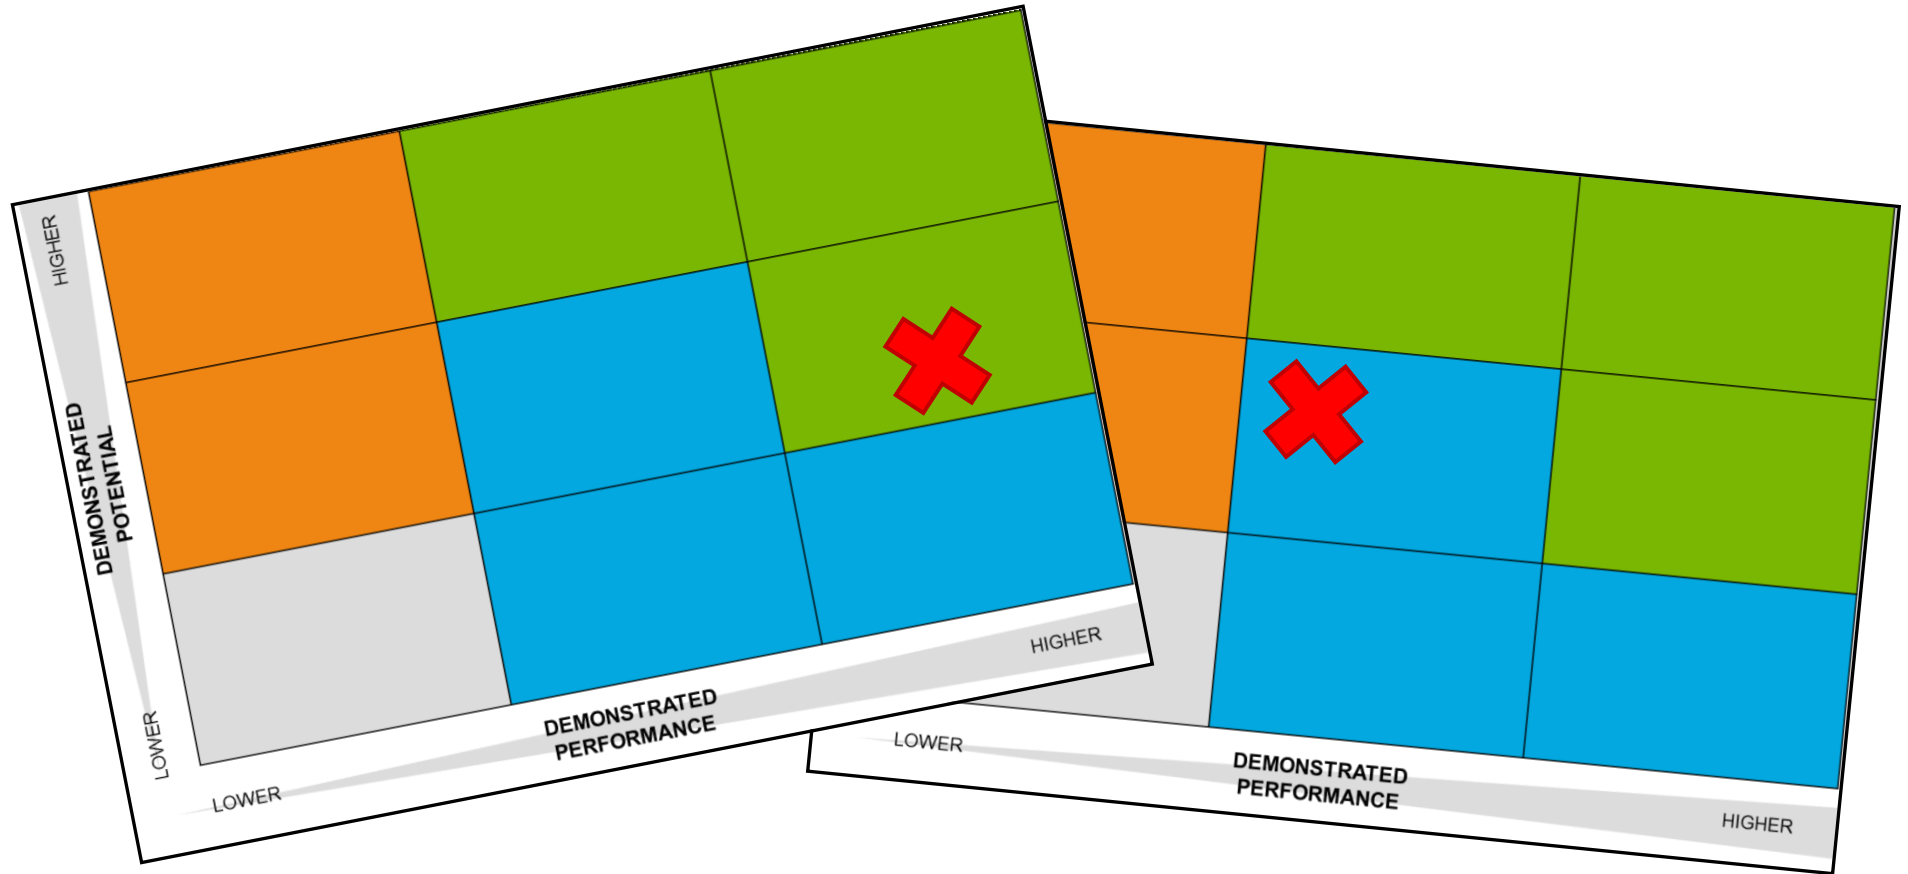 HIGHER
DEMONSTRATED
POTENTIAL
LOWER
LOWER
DEMONSTRATED
PERFORMANCE
HIGHER
LOWER
DEMONSTRATED
PERFORMANCE
HIGHER